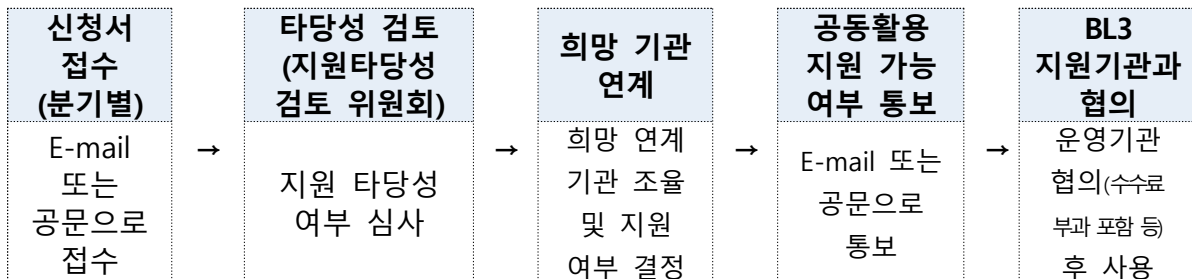 신청서
접수
(분기별)
E-mail
또는
공문으로
접수
→
타당성 검토
(지원타당성
검토 위원회)
지원 타당성
여부 심사
→
희망 기관
연계
희망 연계
기관 조율
및 지원
여부 결정
→
공동활용
지원 가능
여부 통보
E-mail 또는
공문으로
통보
→
BL3
지원기관과
협의
운영기관
협의(수수료
부과 포함 등)
후 사용